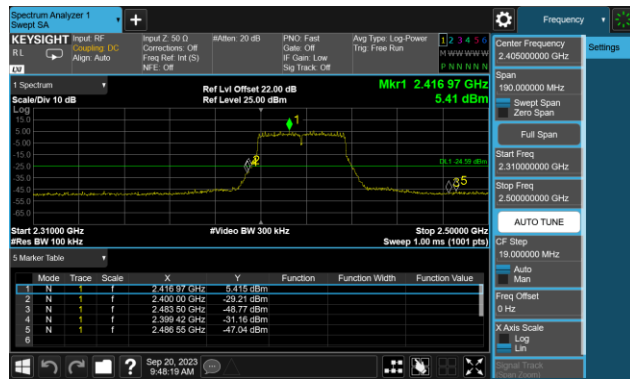 Spectrum Analyzer 1
Swept SA
+
Frequency
KEYSIGHT
RL
LXI
Input: RF
Coupling: DC
Align: Auto
Input Z: 50 Ω
Corrections: Off
Freq Ref: Int (S)
NFE: Off
#Atten: 20 dB
PNO: Fast
Gate: Off
IF Gain: Low
Sig Track: Off
Avg Type: Log-Power
Trig: Free Run
1 2 3 4 5 6
M W W W W W
P N N N N N
1 Spectrum
Scale/Div 10 dB
Ref Lvl Offset 22.00 dB
Ref Level 25.00 dBm
Mkr1 2.416 97 GHz
5.41 dBm
Log
15.0
5.00
-5.00
-15.0
-25.0
-35.0
-45.0
-55.0
-65.0
1
DL1 -24.59 dBm
5
Start 2.31000 GHz
#Res BW 100 kHz
#Video BW 300 kHz
Stop 2.50000 GHz
Sweep 1.00 ms (1001 pts)
5 Marker Table
Mode Trace Scale X Y Function Function Width Function Value
1 N 1 f 2.416 97 GHz 5.415 dBm
2 N 1 f 2.400 00 GHz -29.21 dBm
3 N 1 f 2.483 50 GHz -48.77 dBm
4 N 1 f 2.399 42 GHz -31.16 dBm
5 N 1 f 2.486 55 GHz -47.04 dBm
6
?
Sep 20, 2023
9:48:19 AM
Center Frequency
2.405000000 GHz
Settings
Span
190.000000 MHz
Swept Span
Zero Span
Full Span
Start Freq
2.310000000 GHz
Stop Freq
2.500000000 GHz
AUTO TUNE
CF Step
19.000000 MHz
Auto
Man
Freq Offset
0 Hz
X Axis Scale
Log
Lin
Signal Track
(Span Zoom)